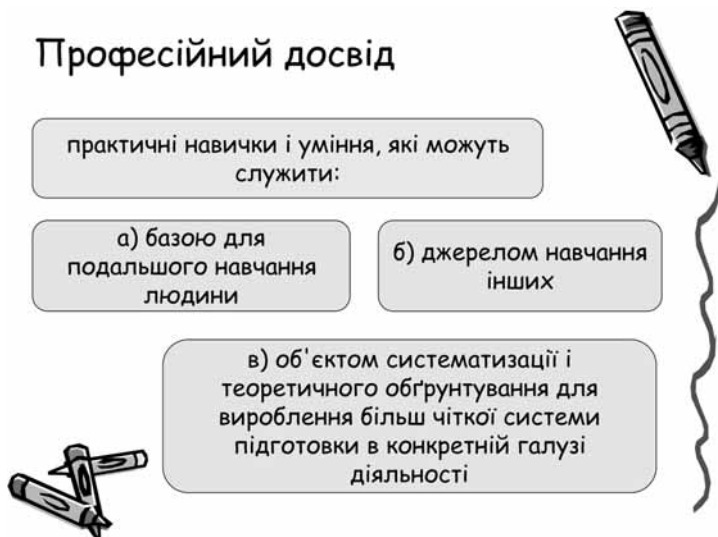 Професійний досвід
практичні навички і уміння, які можуть
служити:
а) базою для
подальшого навчання
людини
б) джерелом навчання
інших
в) об'єктом систематизації і
теоретичного обґрунтування для
вироблення більш чіткої системи
підготовки в конкретній галузі
діяльності